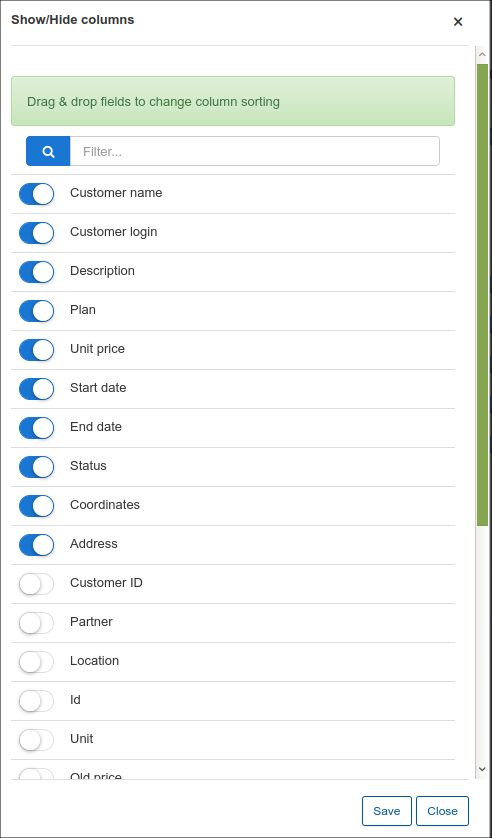 Show/Hide columns
×
Drag & drop fields to change column sorting
Filter...
Customer name
Customer login
Description
Plan
Unit price
Start date
End date
Status
Coordinates
Address
Customer ID
Partner
Location
Id
Unit
Old price
Save Close